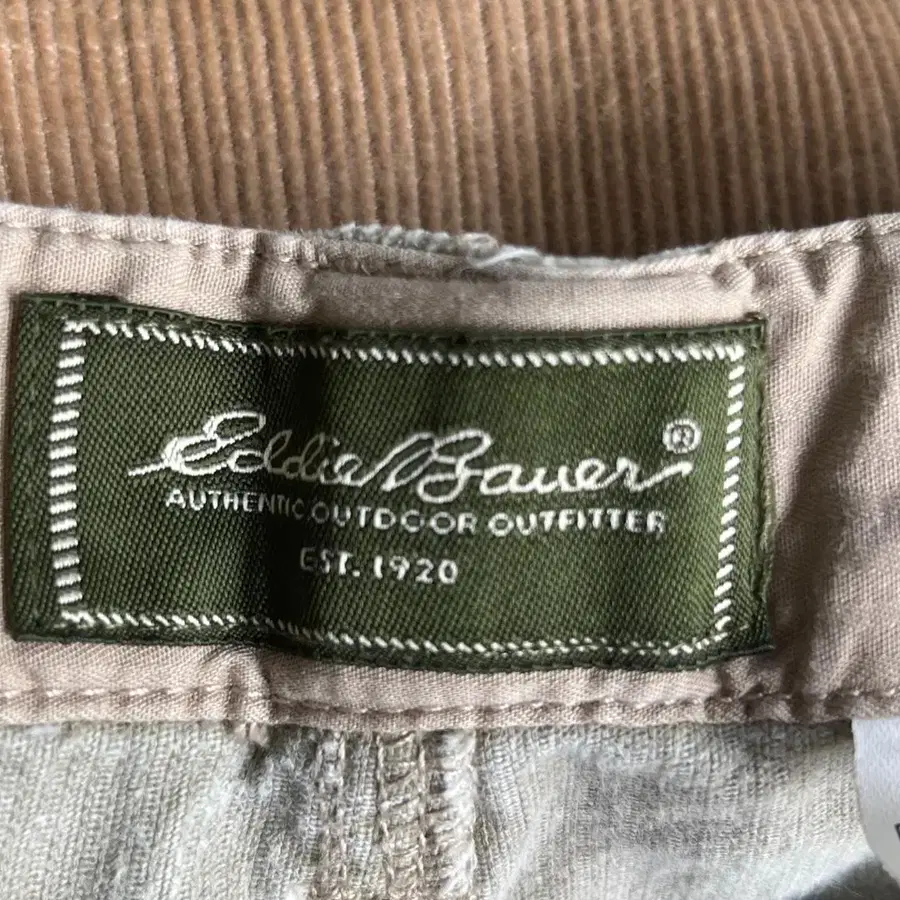 Eddie Bauer®
AUTHENTIC OUTDOOR OUTFITTER
EST. 1920